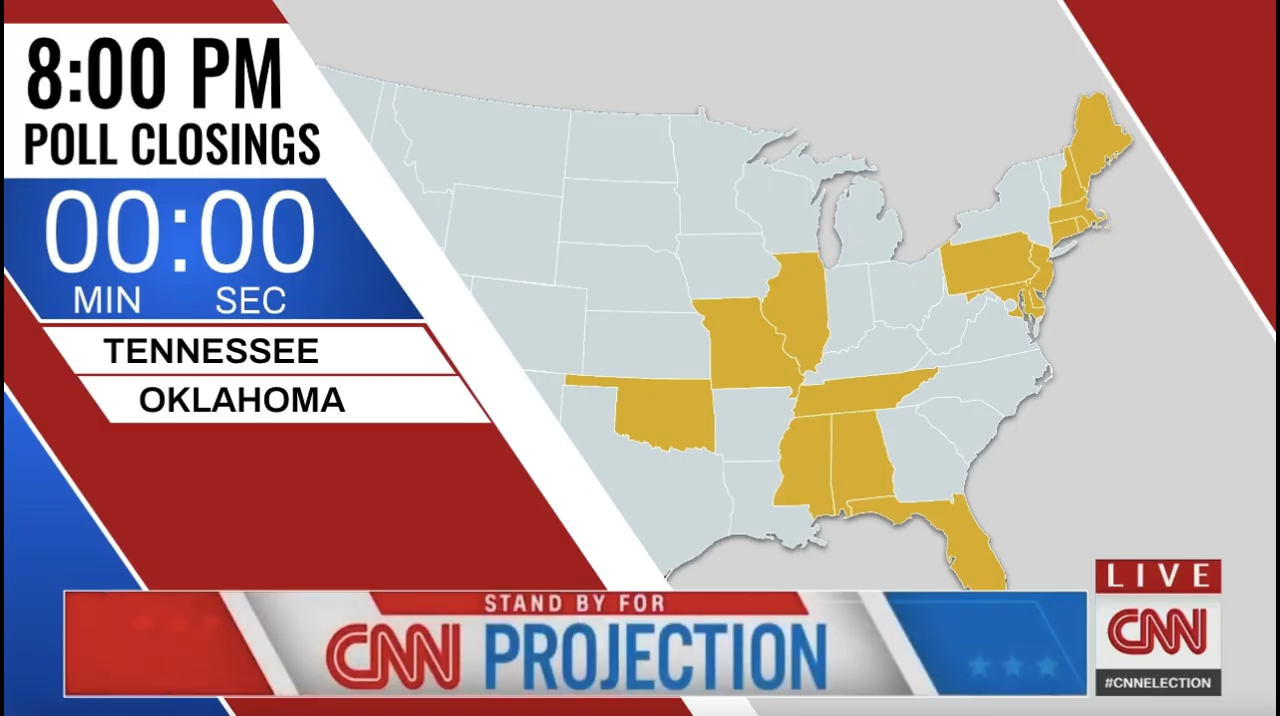 8:00 PM
POLL CLOSINGS
00:00
MIN SEC
TENNESSEE
OKLAHOMA
STAND BY FOR
CNN PROJECTION
LIVE
CNN
#CNNELECTION